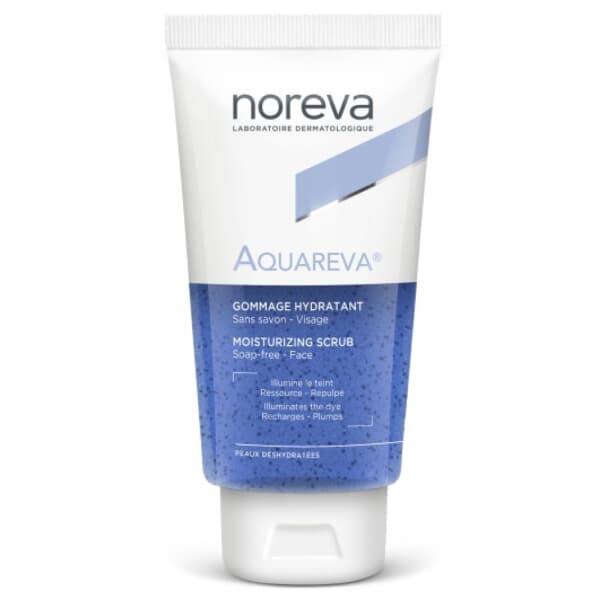 noreva
LABORATOIRE DERMATOLOGIQUE
AQUAREVA®
GOMMAGE HYDRATANT
Sans savon - Visage
MOISTURIZING SCRUB
Soap-free - Face
Illumine le teint
Ressource - Repulpe
Illuminates the dye
Recharges - Plumps
PEAUX DÉSHYDRATÉES